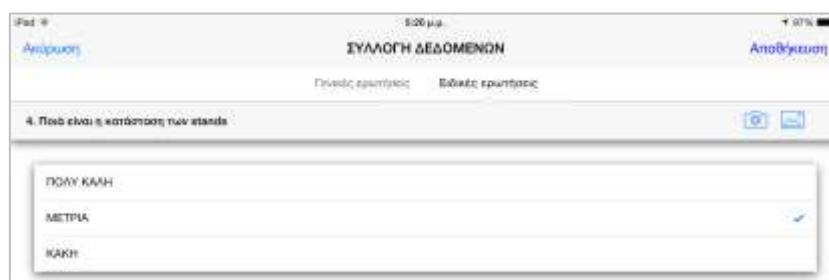 iPad 5:20 μ.μ. 97%
Ακύρωση ΣΥΛΛΟΓΗ ΔΕΔΟΜΕΝΩΝ Αποθήκευση
Γενικές ερωτήσεις Ειδικές ερωτήσεις
4. Ποιά είναι η κατάσταση των stands
ΠΟΛΥ ΚΑΛΗ
ΜΕΤΡΙΑ
ΚΑΚΗ